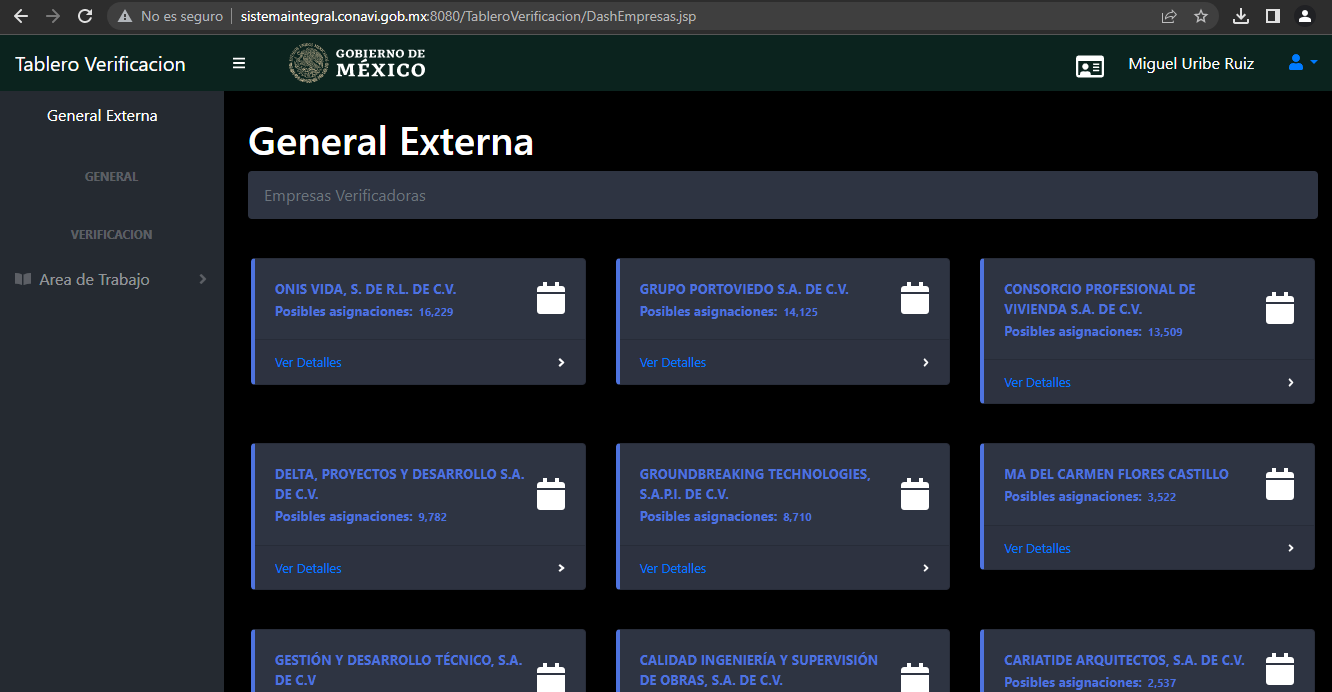 No es seguro
sistemaintegral.conavi.gob.mx:8080/TableroVerificacion/DashEmpresas.jsp
Tablero Verificacion
GOBIERNO DE
MÉXICO
Miguel Uribe Ruiz
General Externa
GENERAL
VERIFICACION
Area de Trabajo
General Externa
Empresas Verificadoras
ONIS VIDA, S. DE R.L. DE C.V.
Posibles asignaciones: 16,229
Ver Detalles
GRUPO PORTOVIEDO S.A. DE C.V.
Posibles asignaciones: 14,125
Ver Detalles
CONSORCIO PROFESIONAL DE
VIVIENDA S.A. DE C.V.
Posibles asignaciones: 13,509
Ver Detalles
DELTA, PROYECTOS Y DESARROLLO S.A.
DE C.V.
Posibles asignaciones: 9,782
Ver Detalles
GROUNDBREAKING TECHNOLOGIES,
S.A.P.I. DE C.V.
Posibles asignaciones: 8,710
Ver Detalles
MA DEL CARMEN FLORES CASTILLO
Posibles asignaciones: 3,522
Ver Detalles
GESTIÓN Y DESARROLLO TÉCNICO, S.A.
DE C.V
CALIDAD INGENIERÍA Y SUPERVISIÓN
DE OBRAS, S.A. DE C.V.
CARIATIDE ARQUITECTOS, S.A. DE C.V.
Posibles asignaciones: 2,537